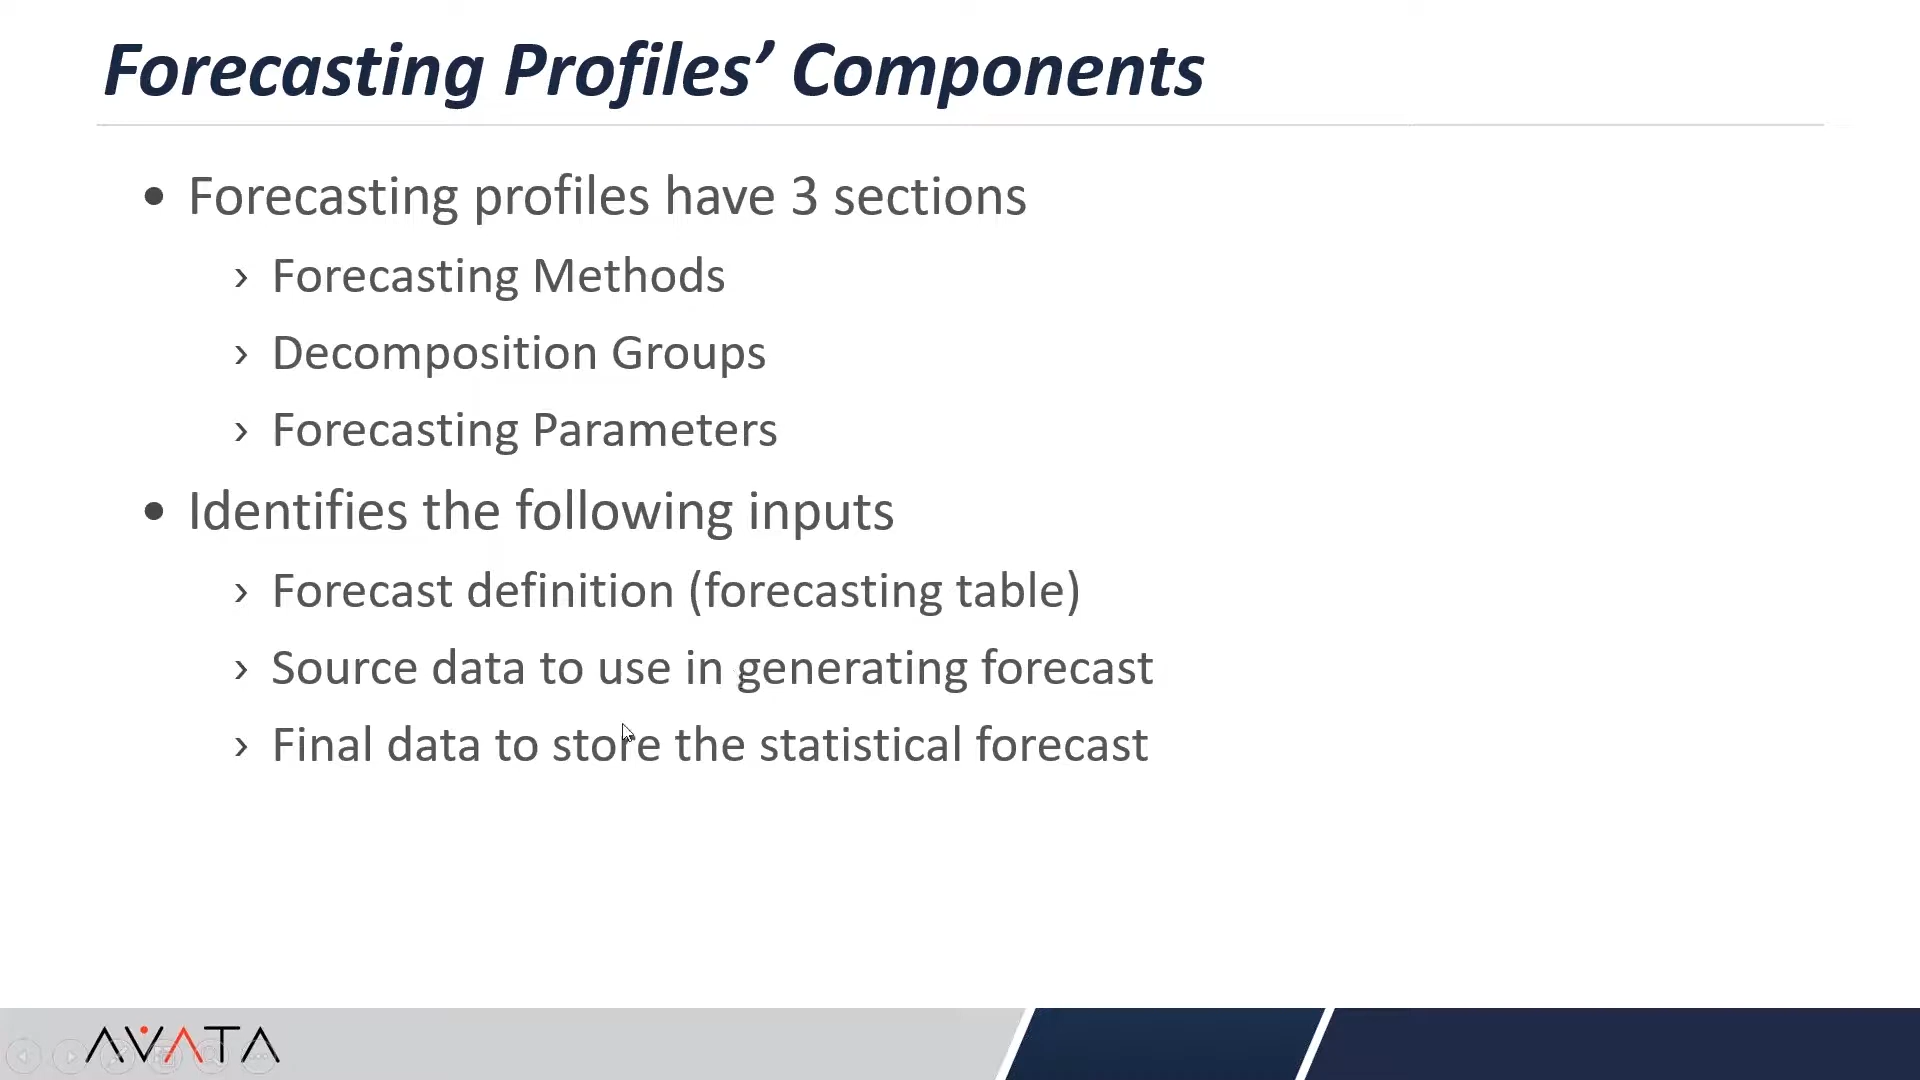 Forecasting Profiles’ Components
• Forecasting profiles have 3 sections
› Forecasting Methods
› Decomposition Groups
› Forecasting Parameters
• Identifies the following inputs
› Forecast definition (forecasting table)
› Source data to use in generating forecast
› Final data to store the statistical forecast
AVATA